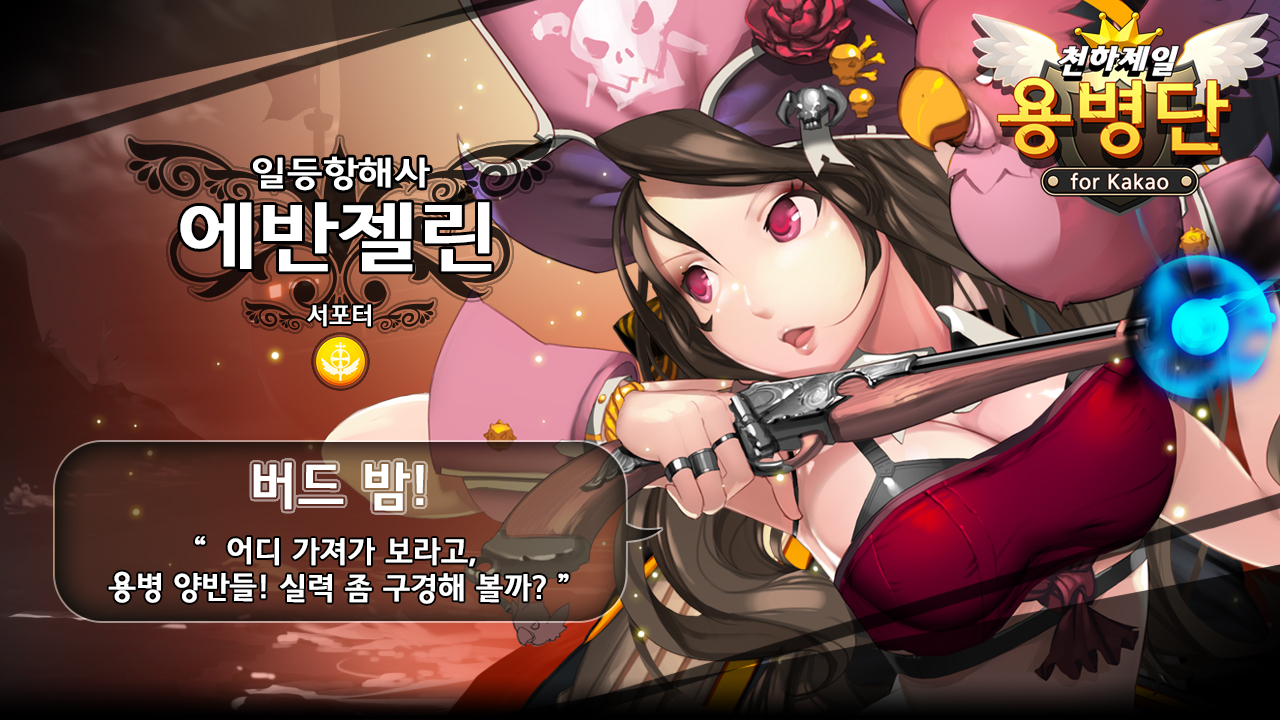 천하제일
용병단
for Kakao
일등항해사
에반젤린
서포터
버드 밤!
“ 어디 가져가 보라고,
용병 양반들! 실력 좀 구경해 볼까? ”